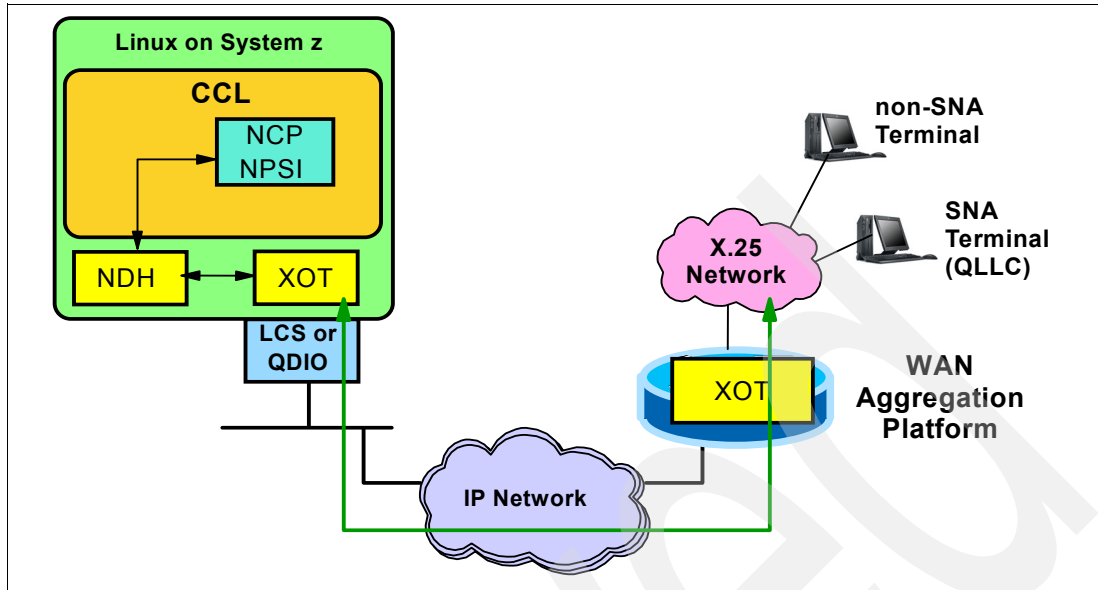 Linux on System z
CCL
NCP
NPSI
NDH
XOT
LCS or
QDIO
non-SNA
Terminal
SNA
Terminal
(QLLC)
X.25
Network
XOT
WAN
Aggregation
Platform
IP Network